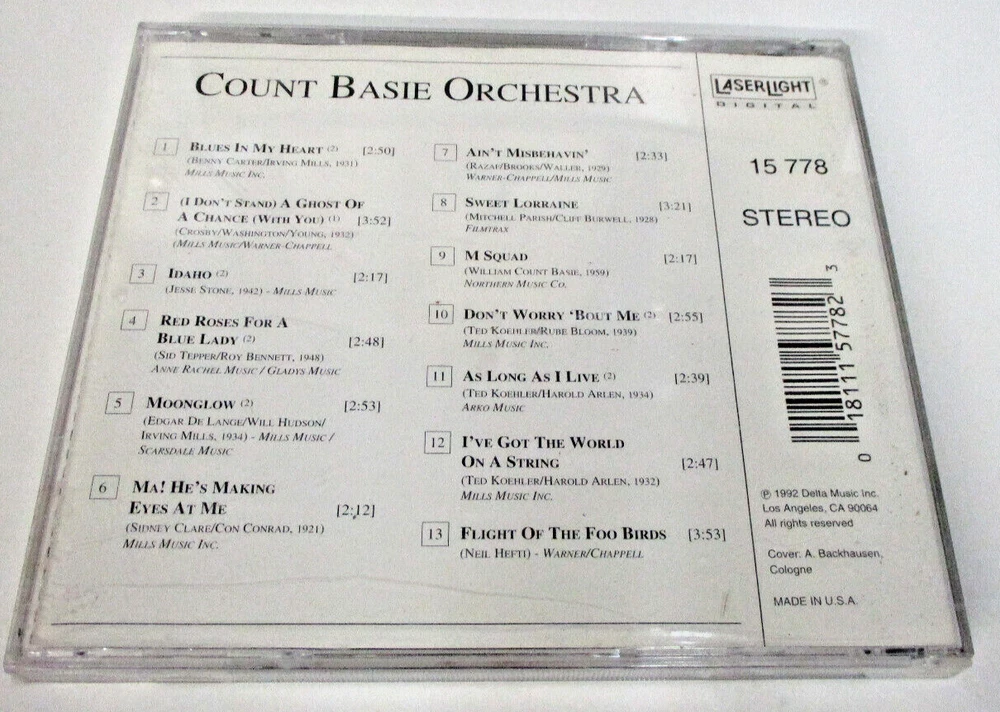 COUNT BASIE ORCHESTRA
1 BLUES IN MY HEART (2) [2:50]
(BENNY CARTER/IRVING MILLS, 1931)
MILLS MUSIC INC.
2 (I DON'T STAND) A GHOST OF
A CHANCE (WITH YOU) (1) [3:52]
(CROSBY/WASHINGTON/YOUNG, 1932)
(MILLS MUSIC/WARNER-CHAPPELL
3 IDAHO (2) [2:17]
(JESSE STONE, 1942) - MILLS MUSIC
4 RED ROSES FOR A
BLUE LADY (2) [2:48]
(SID TEPPER/ROY BENNETT, 1948)
ANNE RACHEL MUSIC / GLADYS MUSIC
5 MOONGLOW (2) [2:53]
(EDGAR DE LANGE/WILL HUDSON/
IRVING MILLS, 1934) - MILLS MUSIC /
SCARSDALE MUSIC
6 MA! HE'S MAKING
EYES AT ME [2:12]
(SIDNEY CLARE/CON CONRAD, 1921)
MILLS MUSIC INC.
7 AIN'T MISBEHAVIN' [2:33]
(RAZAF/BROOKS/WALLER, 1929)
WARNER-CHAPPELL/MILLS MUSIC
8 SWEET LORRAINE [3:21]
(MITCHELL PARISH/CLIFF BURWELL, 1928)
FILMTRAX
9 M SQUAD [2:17]
(WILLIAM COUNT BASIE, 1959)
NORTHERN MUSIC CO.
10 DON'T WORRY 'BOUT ME (2) [2:55]
(TED KOEHLER/RUBE BLOOM, 1939)
MILLS MUSIC INC.
11 AS LONG AS I LIVE (2) [2:39]
(TED KOEHLER/HAROLD ARLEN, 1934)
ARKO MUSIC
12 I'VE GOT THE WORLD
ON A STRING [2:47]
(TED KOEHLER/HAROLD ARLEN, 1932)
MILLS MUSIC INC.
13 FLIGHT OF THE FOO BIRDS [3:53]
(NEIL HEFTI) - WARNER/CHAPPELL
LASERLIGHT®
DIGITAL
15 778
STEREO
0 18111 57782 3
℗ 1992 Delta Music Inc.
Los Angeles, CA 90064
All rights reserved
Cover: A. Backhausen,
Cologne
MADE IN U.S.A.